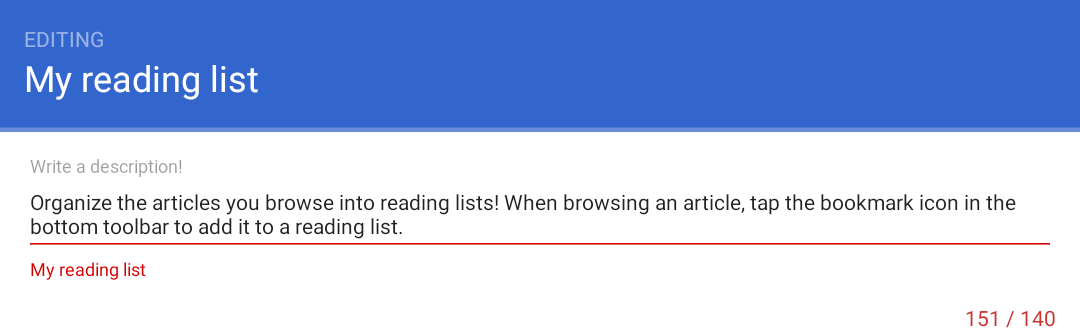 EDITING
My reading list
Write a description!
Organize the articles you browse into reading lists! When browsing an article, tap the bookmark icon in the
bottom toolbar to add it to a reading list.
My reading list
151 / 140